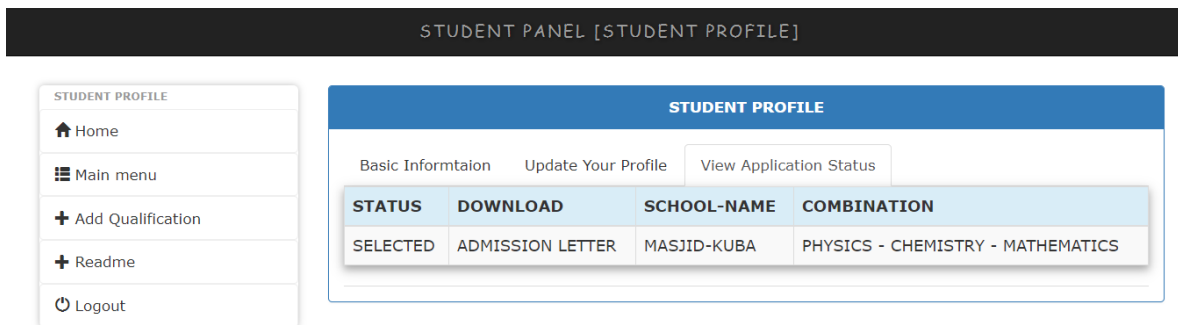 STUDENT PANEL [STUDENT PROFILE]
STUDENT PROFILE
Home
Main menu
Add Qualification
Readme
Logout
STUDENT PROFILE
Basic Informtaion Update Your Profile View Application Status
STATUS DOWNLOAD SCHOOL-NAME COMBINATION
SELECTED ADMISSION LETTER MASJID-KUBA PHYSICS - CHEMISTRY - MATHEMATICS